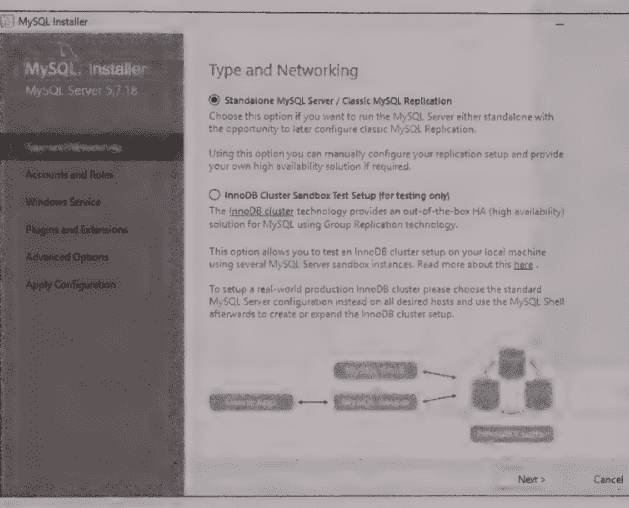 MySQL Installer
MySQL. Installer
MySQL Server 5.7.18
Type and Networking
Accounts and Roles
Windows Service
Plugins and Extensions
Advanced Options
Apply Configuration
Type and Networking
Standalone MySQL Server / Classic MySQL Replication
Choose this option if you want to run the MySQL Server either standalone with
the opportunity to later configure classic MySQL Replication.
Using this option you can manually configure your replication setup and provide
your own high availability solution if required.
InnoDB Cluster Sandbox Test Setup (for testing only)
The InnoDB cluster technology provides an out-of-the-box HA (high availability)
solution for MySQL using Group Replication technology.
This option allows you to test an InnoDB cluster setup on your local machine
using several MySQL Server sandbox instances. Read more about this here .
To setup a real-world production InnoDB cluster please choose the standard
MySQL Server configuration instead on all desired hosts and use the MySQL Shell
afterwards to create or expand the InnoDB cluster setup.
Next >
Cancel